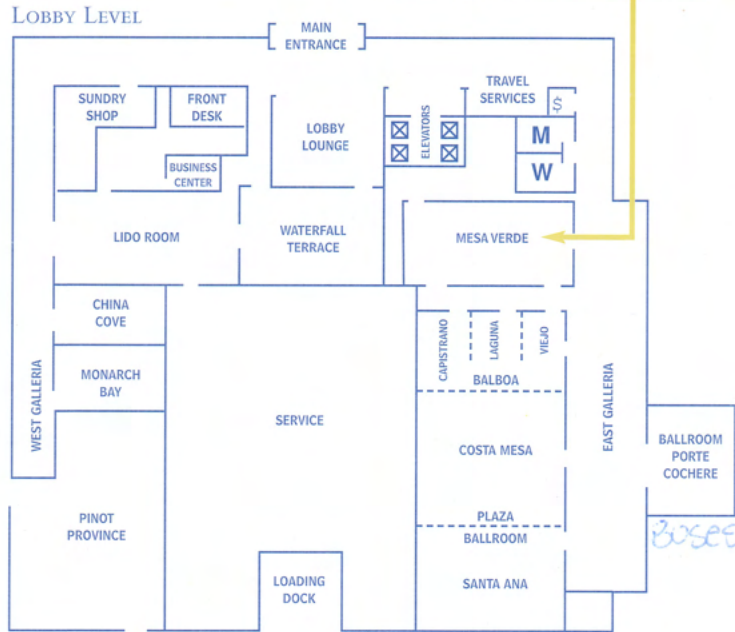 LOBBY LEVEL
MAIN
ENTRANCE
SUNDRY
SHOP
FRONT
DESK
BUSINESS
CENTER
LOBBY
LOUNGE
ELEVATORS
TRAVEL
SERVICES
$
M
W
LIDO ROOM
WATERFALL
TERRACE
MESA VERDE
CHINA
COVE
MONARCH
BAY
WEST GALLERIA
PINOT
PROVINCE
SERVICE
LOADING
DOCK
CAPISTRANO
LAGUNA
VIEJO
BALBOA
COSTA MESA
PLAZA
BALLROOM
SANTA ANA
EAST GALLERIA
BALLROOM
PORTE
COCHERE